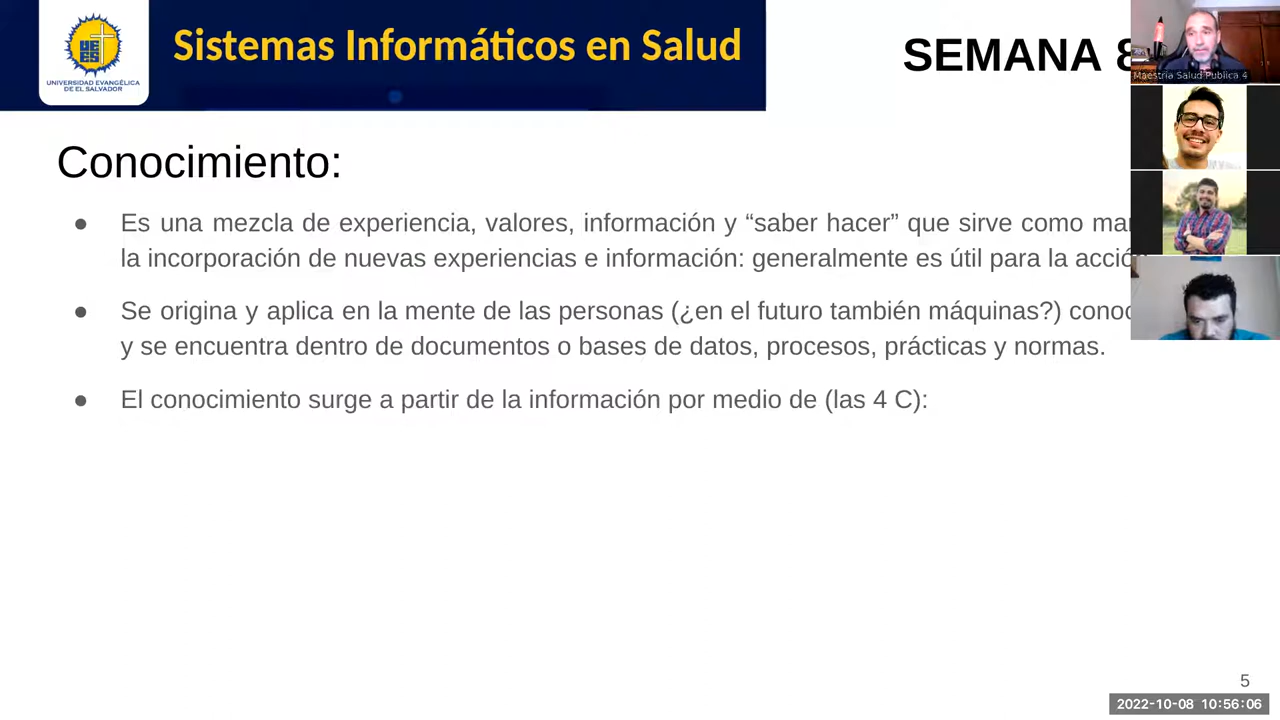 Sistemas Informáticos en Salud
UNIVERSIDAD EVANGÉLICA
DE EL SALVADOR
SEMANA 8
Maestria Salud Publica 4
Conocimiento:
● Es una mezcla de experiencia, valores, información y “saber hacer” que sirve como
la incorporación de nuevas experiencias e información: generalmente es útil para la
● Se origina y aplica en la mente de las personas (¿en el futuro también máquinas?)
y se encuentra dentro de documentos o bases de datos, procesos, prácticas y normas.
● El conocimiento surge a partir de la información por medio de (las 4 C):
5
2022-10-08 10:56:06